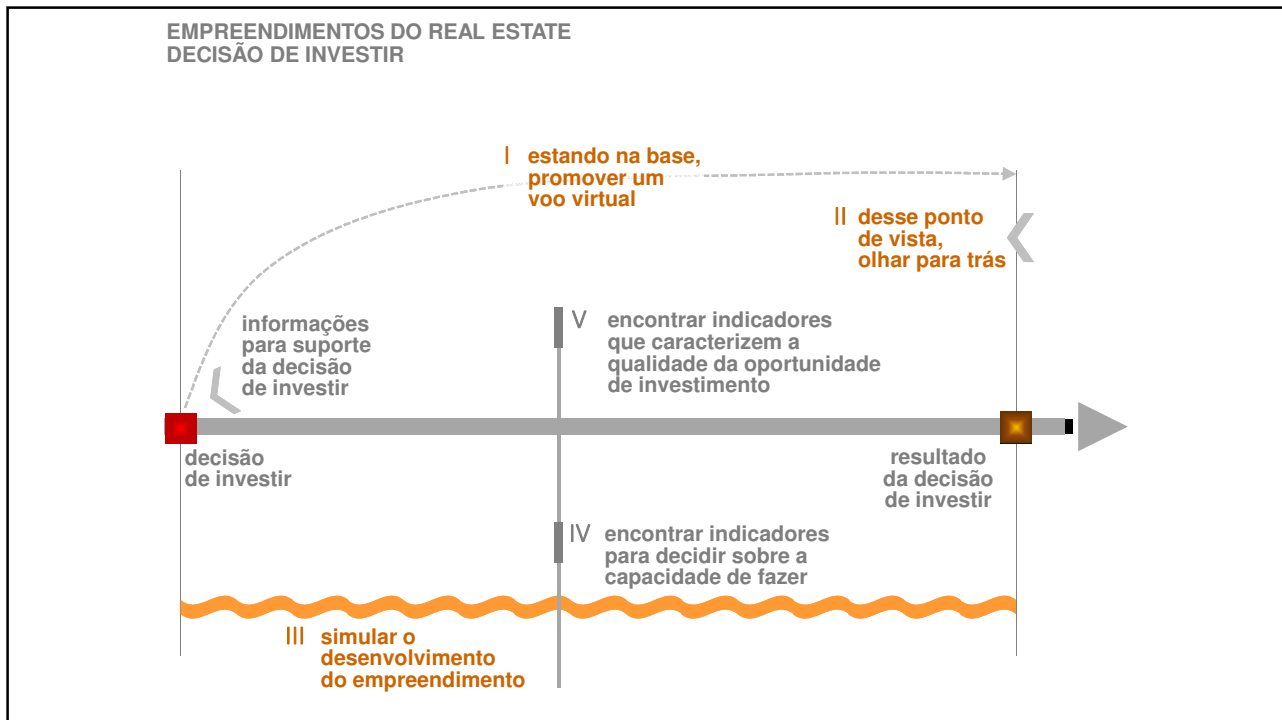 EMPREENDIMENTOS DO REAL ESTATE
DECISÃO DE INVESTIR
I estando na base,
promover um
voo virtual
II desse ponto
de vista,
olhar para trás
informações
para suporte
da decisão
de investir
V encontrar indicadores
que caracterizem a
qualidade da oportunidade
de investimento
decisão
de investir
resultado
da decisão
de investir
IV encontrar indicadores
para decidir sobre a
capacidade de fazer
III simular o
desenvolvimento
do empreendimento